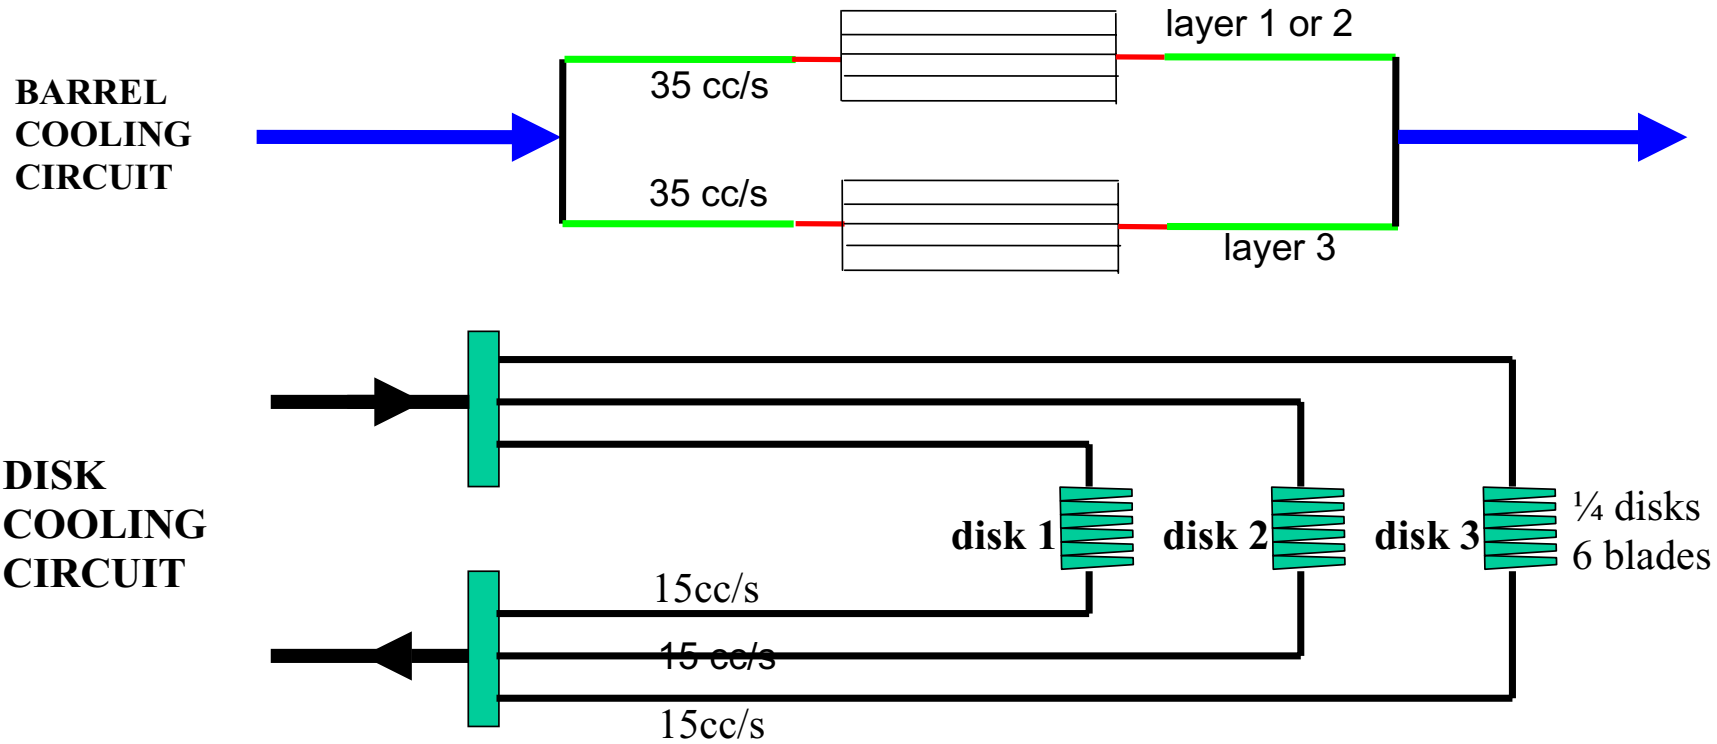 layer 1 or 2
35 cc/s
BARREL
COOLING
CIRCUIT
35 cc/s
layer 3
DISK
COOLING
CIRCUIT
disk 1
disk 2
disk 3
¼ disks
6 blades
15cc/s
15 cc/s
15cc/s